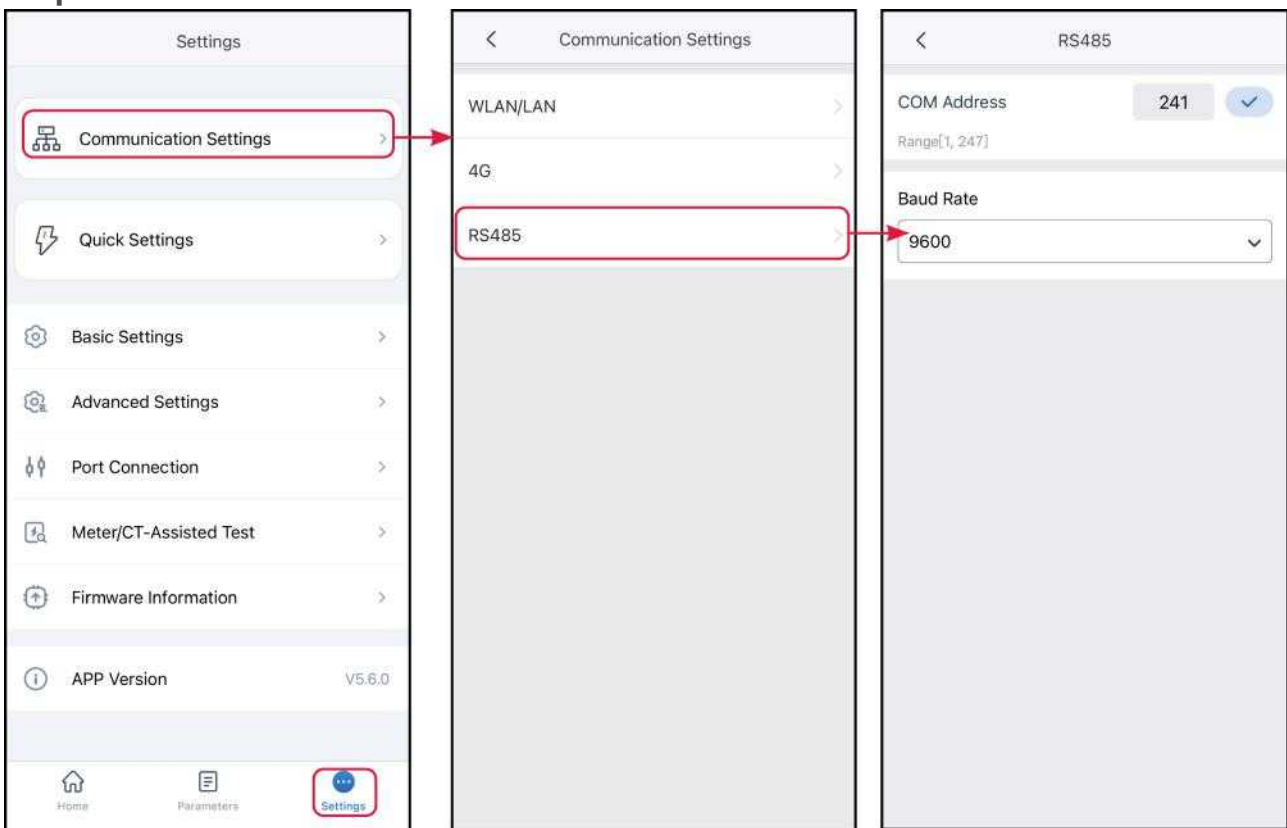 Settings
Communication Settings
Quick Settings
Basic Settings
Advanced Settings
Port Connection
Meter/CT-Assisted Test
Firmware Information
APP Version V5.6.0
Home Parameters Settings
Communication Settings
WLAN/LAN
4G
RS485
RS485
COM Address 241
Range[1, 247]
Baud Rate
9600